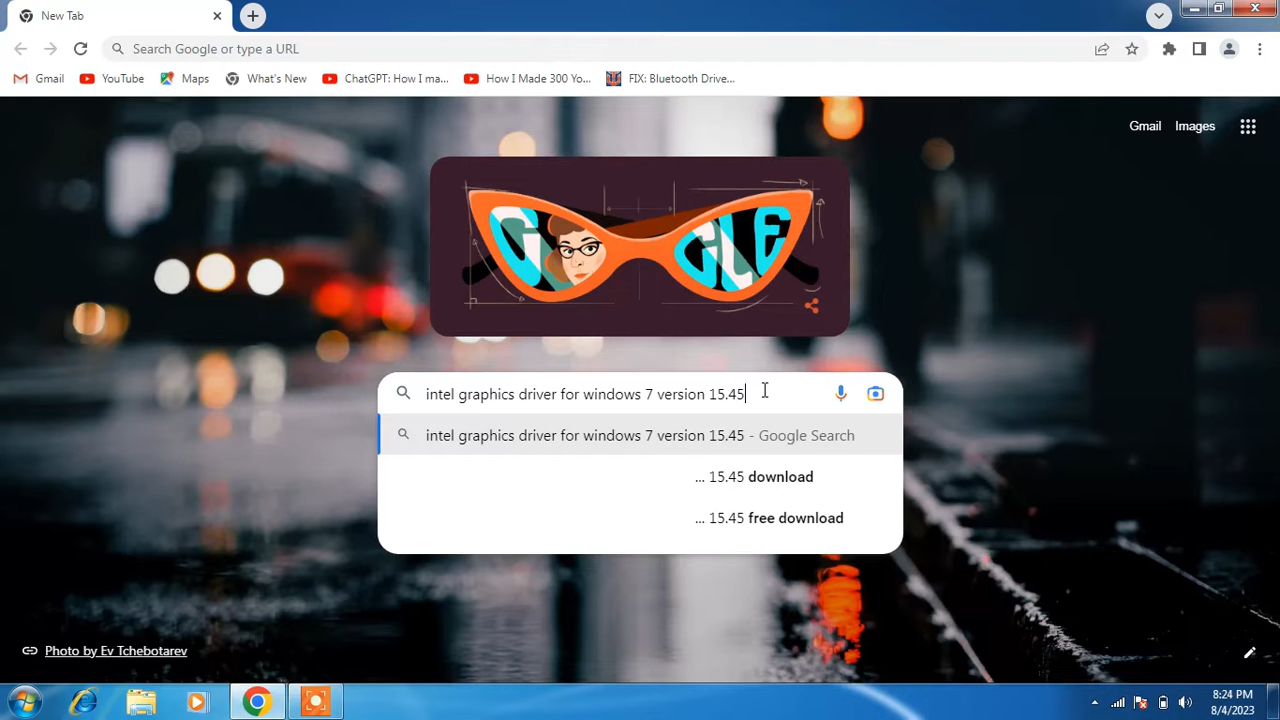 New Tab
Search Google or type a URL
Gmail YouTube Maps What's New ChatGPT: How I ma... How I Made 300 Yo... FIX: Bluetooth Drive...
Gmail Images
GOGLE
intel graphics driver for windows 7 version 15.45
intel graphics driver for windows 7 version 15.45 - Google Search
... 15.45 download
... 15.45 free download
Photo by Ev Tchebotarev
8:24 PM
8/4/2023